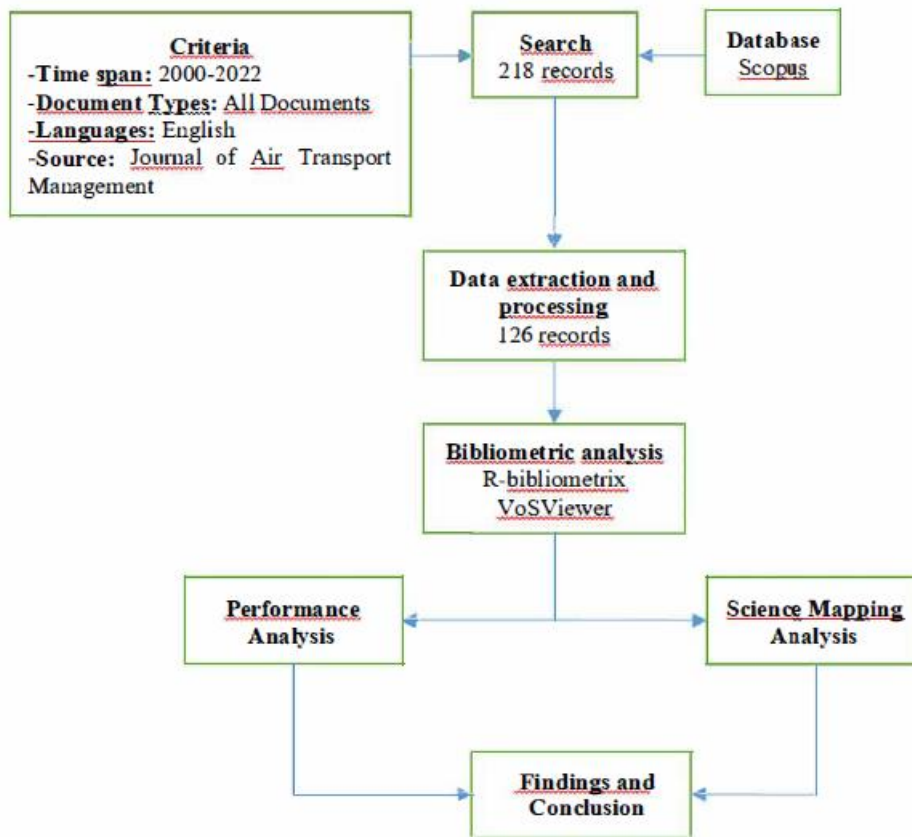 Criteria
-Time span: 2000-2022
-Document Types: All Documents
-Languages: English
-Source: Journal of Air Transport
Management
Search
218 records
Database
Scopus
Data extraction and
processing
126 records
Bibliometric analysis
R-bibliometrix
VoSViewer
Performance
Analysis
Science Mapping
Analysis
Findings and
Conclusion